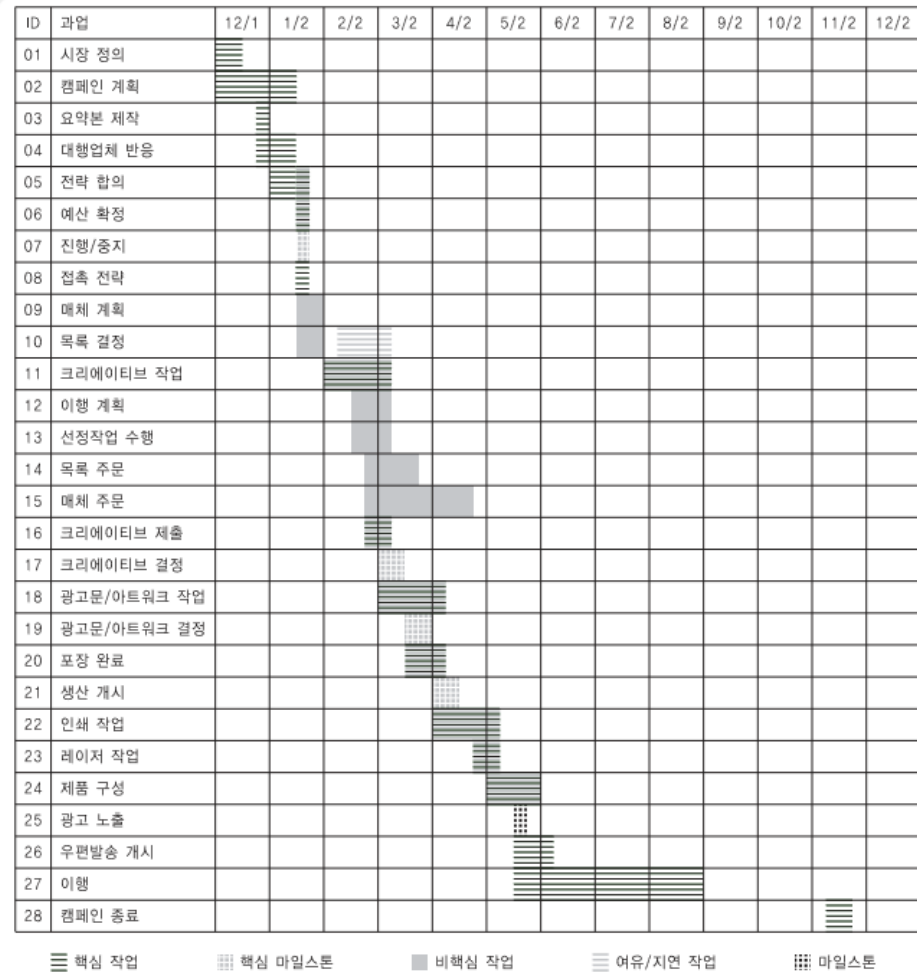 ID 과업 12/1 1/2 2/2 3/2 4/2 5/2 6/2 7/2 8/2 9/2 10/2 11/2 12/2
01 시장 정의
02 캠페인 계획
03 요약본 제작
04 대행업체 반응
05 전략 합의
06 예산 확정
07 진행/중지
08 접촉 전략
09 매체 계획
10 목록 결정
11 크리에이티브 작업
12 이행 계획
13 선정작업 수행
14 목록 주문
15 매체 주문
16 크리에이티브 제출
17 크리에이티브 결정
18 광고문/아트워크 작업
19 광고문/아트워크 결정
20 포장 완료
21 생산 개시
22 인쇄 작업
23 레이저 작업
24 제품 구성
25 광고 노출
26 우편발송 개시
27 이행
28 캠페인 종료
핵심 작업 핵심 마일스톤 비핵심 작업 여유/지연 작업 마일스톤